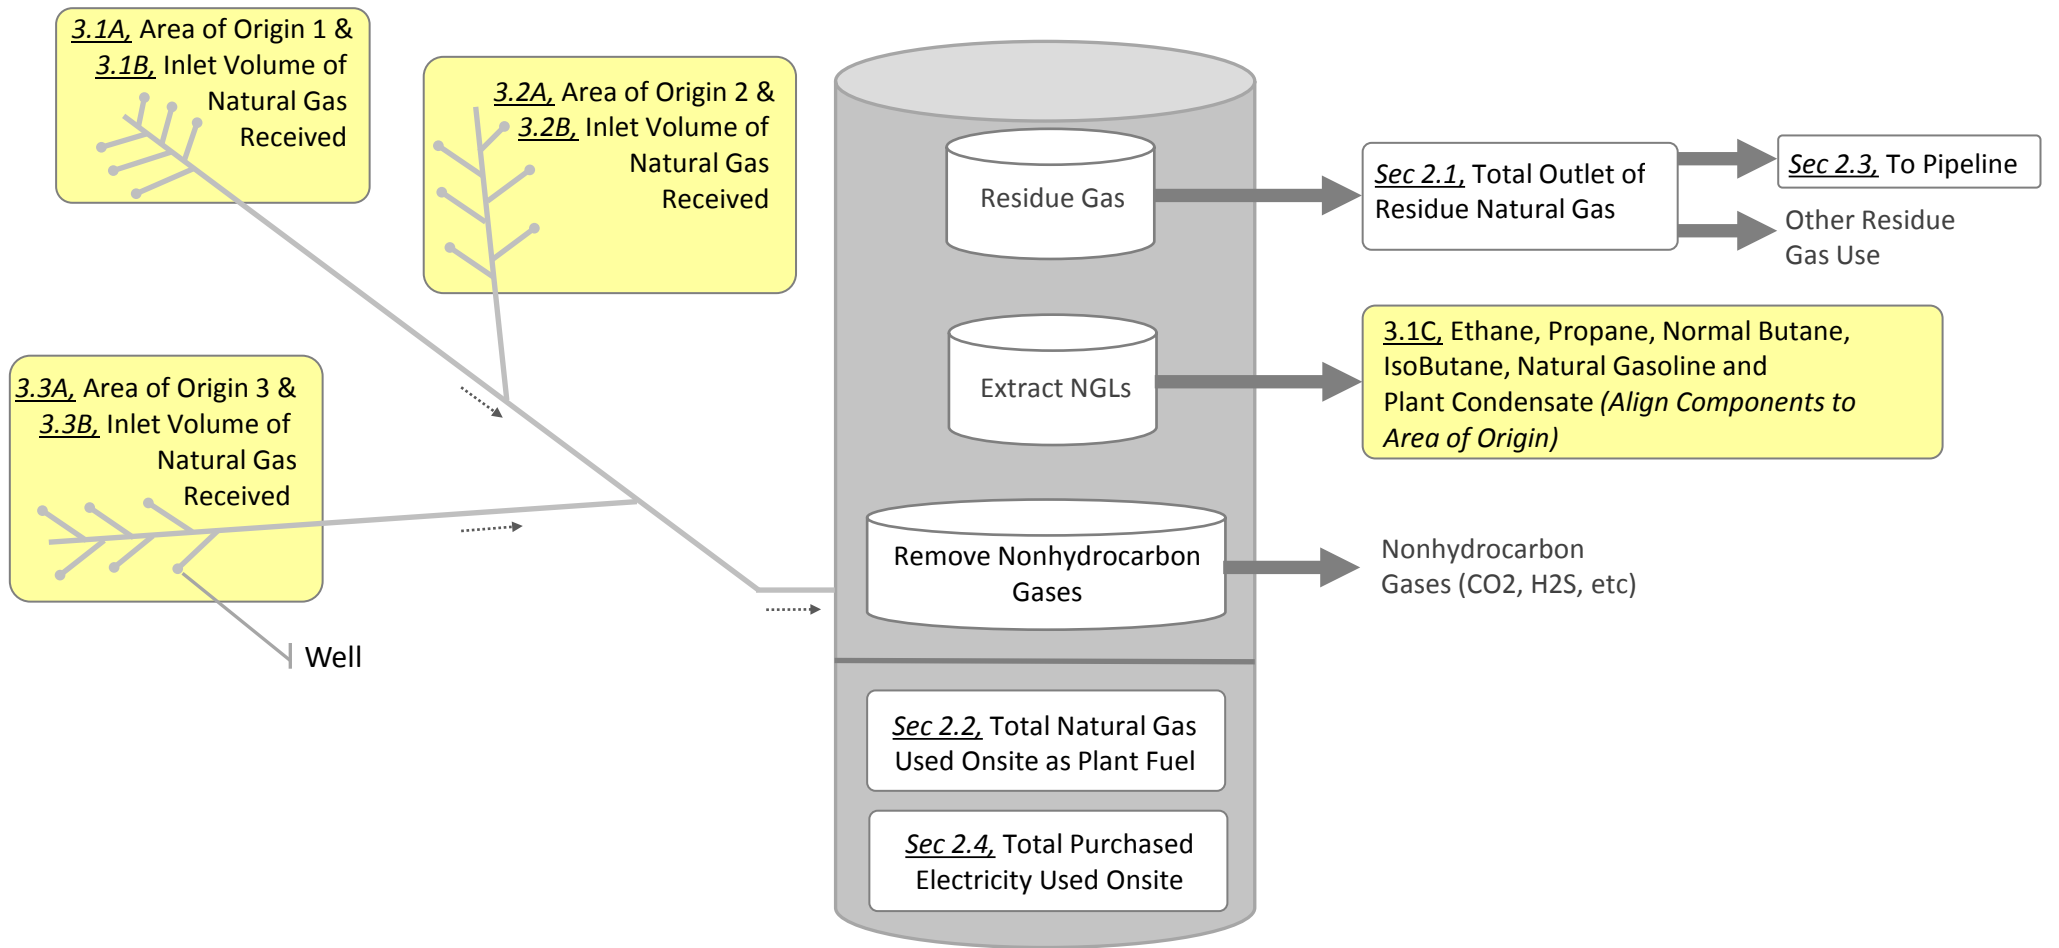 3.1A, Area of Origin 1 &
3.1B, Inlet Volume of
Natural Gas
Received
3.2A, Area of Origin 2 &
3.2B, Inlet Volume of
Natural Gas
Received
3.3A, Area of Origin 3 &
3.3B, Inlet Volume of
Natural Gas
Received
Well
Residue Gas
Extract NGLs
Remove Nonhydrocarbon
Gases
Sec 2.2, Total Natural Gas
Used Onsite as Plant Fuel
Sec 2.4, Total Purchased
Electricity Used Onsite
Sec 2.1, Total Outlet of
Residue Natural Gas
Sec 2.3, To Pipeline
Other Residue
Gas Use
3.1C, Ethane, Propane, Normal Butane,
IsoButane, Natural Gasoline and
Plant Condensate (Align Components to
Area of Origin)
Nonhydrocarbon
Gases (CO2, H2S, etc)